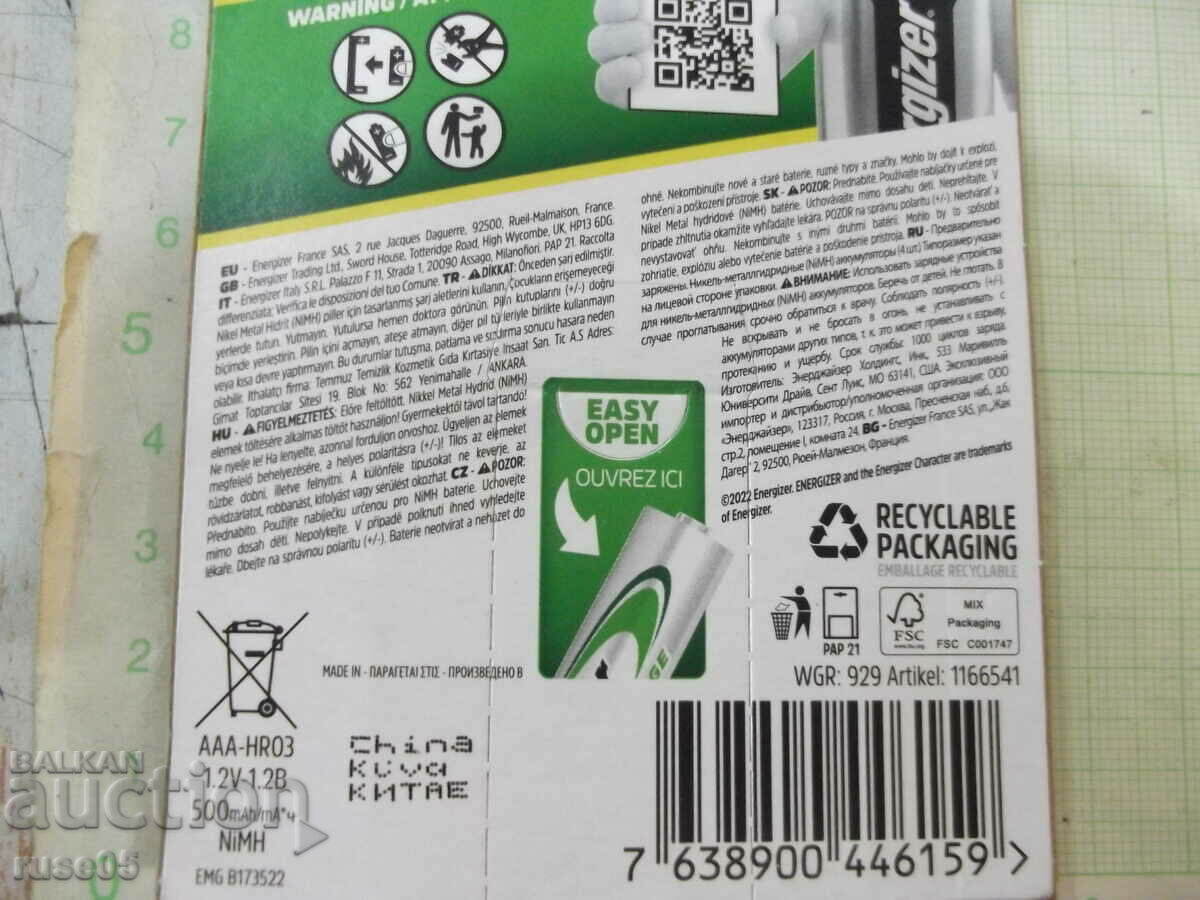 WARNING /
Energizer
EU - Energizer France SAS, 2 rue Jacques Daguerre, 92500, Rueil-Malmaison, France.
GB - Energizer Trading Ltd., Sword House, Totteridge Road, High Wycombe, UK, HP13 6DG.
IT - Energizer Italy S.R.L. Palazzo F 11, Strada 1, 20090 Assago, Milanofiori. PAP 21. Raccolta
differenziata; Verifica le disposizioni del tuo Comune. TR - DİKKAT: Önceden şarj edilmiştir.
Nikel Metal Hidrit (NiMH) piller için tasarlanmış şarj aletlerini kullanın, Çocukların erişemeyeceği
yerlerde tutun. Yutmayın. Yutulursa hemen doktora görünün. Pilin kutuplarını (+/-) doğru
biçimde yerleştirin. Pilin içini açmayın, ateşe atmayın, diğer pil türleriyle birlikte kullanmayın
veya kısa devre yaptırmayın. Bu durumlar tutuşma, patlama ve sızdırma sonucu hasara neden
olabilir. Ithalatçi firma: Temmuz Temizlik Kozmetik Gıda Kırtasiye Insaat San. Tic A.S Adres:
Gimat Toptancılar Sitesi 19. Blok No: 562 Yenimahalle / ANKARA.
HU - FIGYELMEZTETÉS: Előre feltöltött. Nikkel Metal Hydrid (NiMH)
elemek töltésére alkalmas töltőt használjon! Gyermekektől távol tartandó!
Ne nyelje le! Ha lenyelte, azonnal forduljon orvoshoz. Ügyeljen az elemek
megfelelő behelyezésére, a helyes polaritásra (+/-)! Tilos az elemeket
tűzbe dobni, illetve felnyitni. A különféle típusokat ne keverje, az
rövidzárlatot, robbanást, kifolyást vagy sérülést okozhat. CZ - POZOR:
Přednabito. Použijte nabíječku určenou pro NiMH baterie. Uchovejte
mimo dosah dětí. Nepolykejte. V případě polknutí ihned vyhledejte
lékaře. Dbejte na správnou polaritu (+/-). Baterie neotvírat a neházet do
ohně. Nekombinujte nové a staré baterie, různé typy a značky. Mohlo by dojít k explozi,
vytečení a poškození přístroje. SK - POZOR: Prednabité. Používajte nabíjačky určené pre
Nikel Metal hydridové (NiMH) batérie. Uchovávajte mimo dosahu detí. Neprehĺtajte. V
prípade zhltnutia okamžite vyhľadajte lekára. POZOR na správnu polaritu (+/-). Neotvárať a
nevystavovať ohňu. Nekombinujte s inými druhmi batérií. Mohlo by to spôsobiť
zohriatie, explóziu alebo vytečenie batérie a poškodenie prístroja. RU - Предварительно
заряжены. Никель-металлгидридные (NiMH) аккумуляторы (4 шт.) Типоразмер указан
на лицевой стороне упаковки. ВНИМАНИЕ: Использовать зарядные устройства
для никель-металлгидридных (NiMH) аккумуляторов. Беречь от детей. Не глотать. В
случае проглатывания срочно обратиться к врачу. Соблюдать полярность (+/-).
Не вскрывать и не бросать в огонь, не устанавливать с
аккумуляторами других типов, т. к. это может привести к взрыву,
протеканию и ущербу. Срок службы: 1000 циклов заряда.
Изготовитель: Энерджайзер Холдингс, Инк., 533 Маривилль
Юниверсити Драйв, Сент Луис, МО 63141, США. Эксклюзивный
импортер и дистрибьютор/уполномоченная организация: ООО
«Энерджайзер», 123317, Россия, г. Москва, Пресненская наб., д.6,
стр.2, помещение I, комната 24. BG - Energizer France SAS, ул. „Жак
Дагер" 2, 92500, Рюей-Малмезон, Франция.
©2022 Energizer. ENERGIZER and the Energizer Character are trademarks
of Energizer.
EASY
OPEN
OUVREZ ICI
RECYCLABLE
PACKAGING
EMBALLAGE RECYCLABLE
PAP 21
FSC
MIX
Packaging
FSC C001747
WGR: 929 Artikel: 1166541
MADE IN - ΠΑΡΑΓΕΤΑΙ ΣΤΙΣ - ПРОИЗВЕДЕНО В
China
Κίνα
КИТАЕ
AAA-HR03
1.2V-1.2B
500mAh/mA*ч
NiMH
EMG B173522
7 638900 446159 >
8
7
6
5
4
3
2
0
BALKAN
auction
ruse05